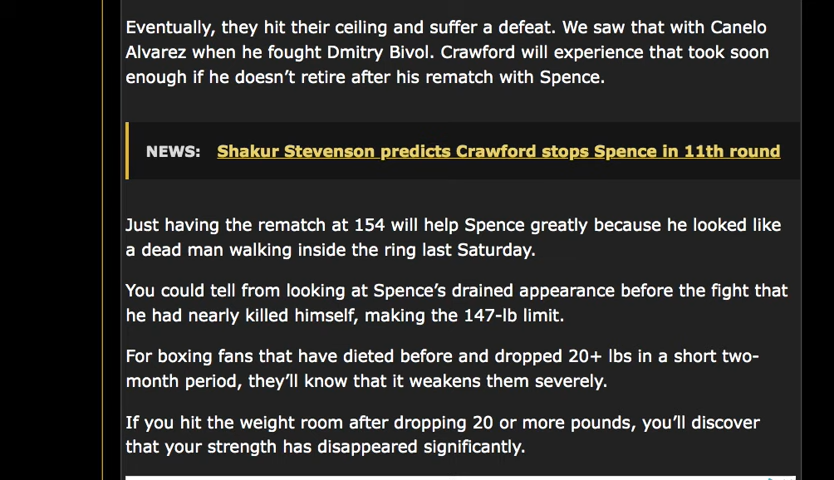 Eventually, they hit their ceiling and suffer a defeat. We saw that with Canelo
Alvarez when he fought Dmitry Bivol. Crawford will experience that took soon
enough if he doesn’t retire after his rematch with Spence.
NEWS: Shakur Stevenson predicts Crawford stops Spence in 11th round
Just having the rematch at 154 will help Spence greatly because he looked like
a dead man walking inside the ring last Saturday.
You could tell from looking at Spence’s drained appearance before the fight that
he had nearly killed himself, making the 147-lb limit.
For boxing fans that have dieted before and dropped 20+ lbs in a short two-
month period, they’ll know that it weakens them severely.
If you hit the weight room after dropping 20 or more pounds, you’ll discover
that your strength has disappeared significantly.